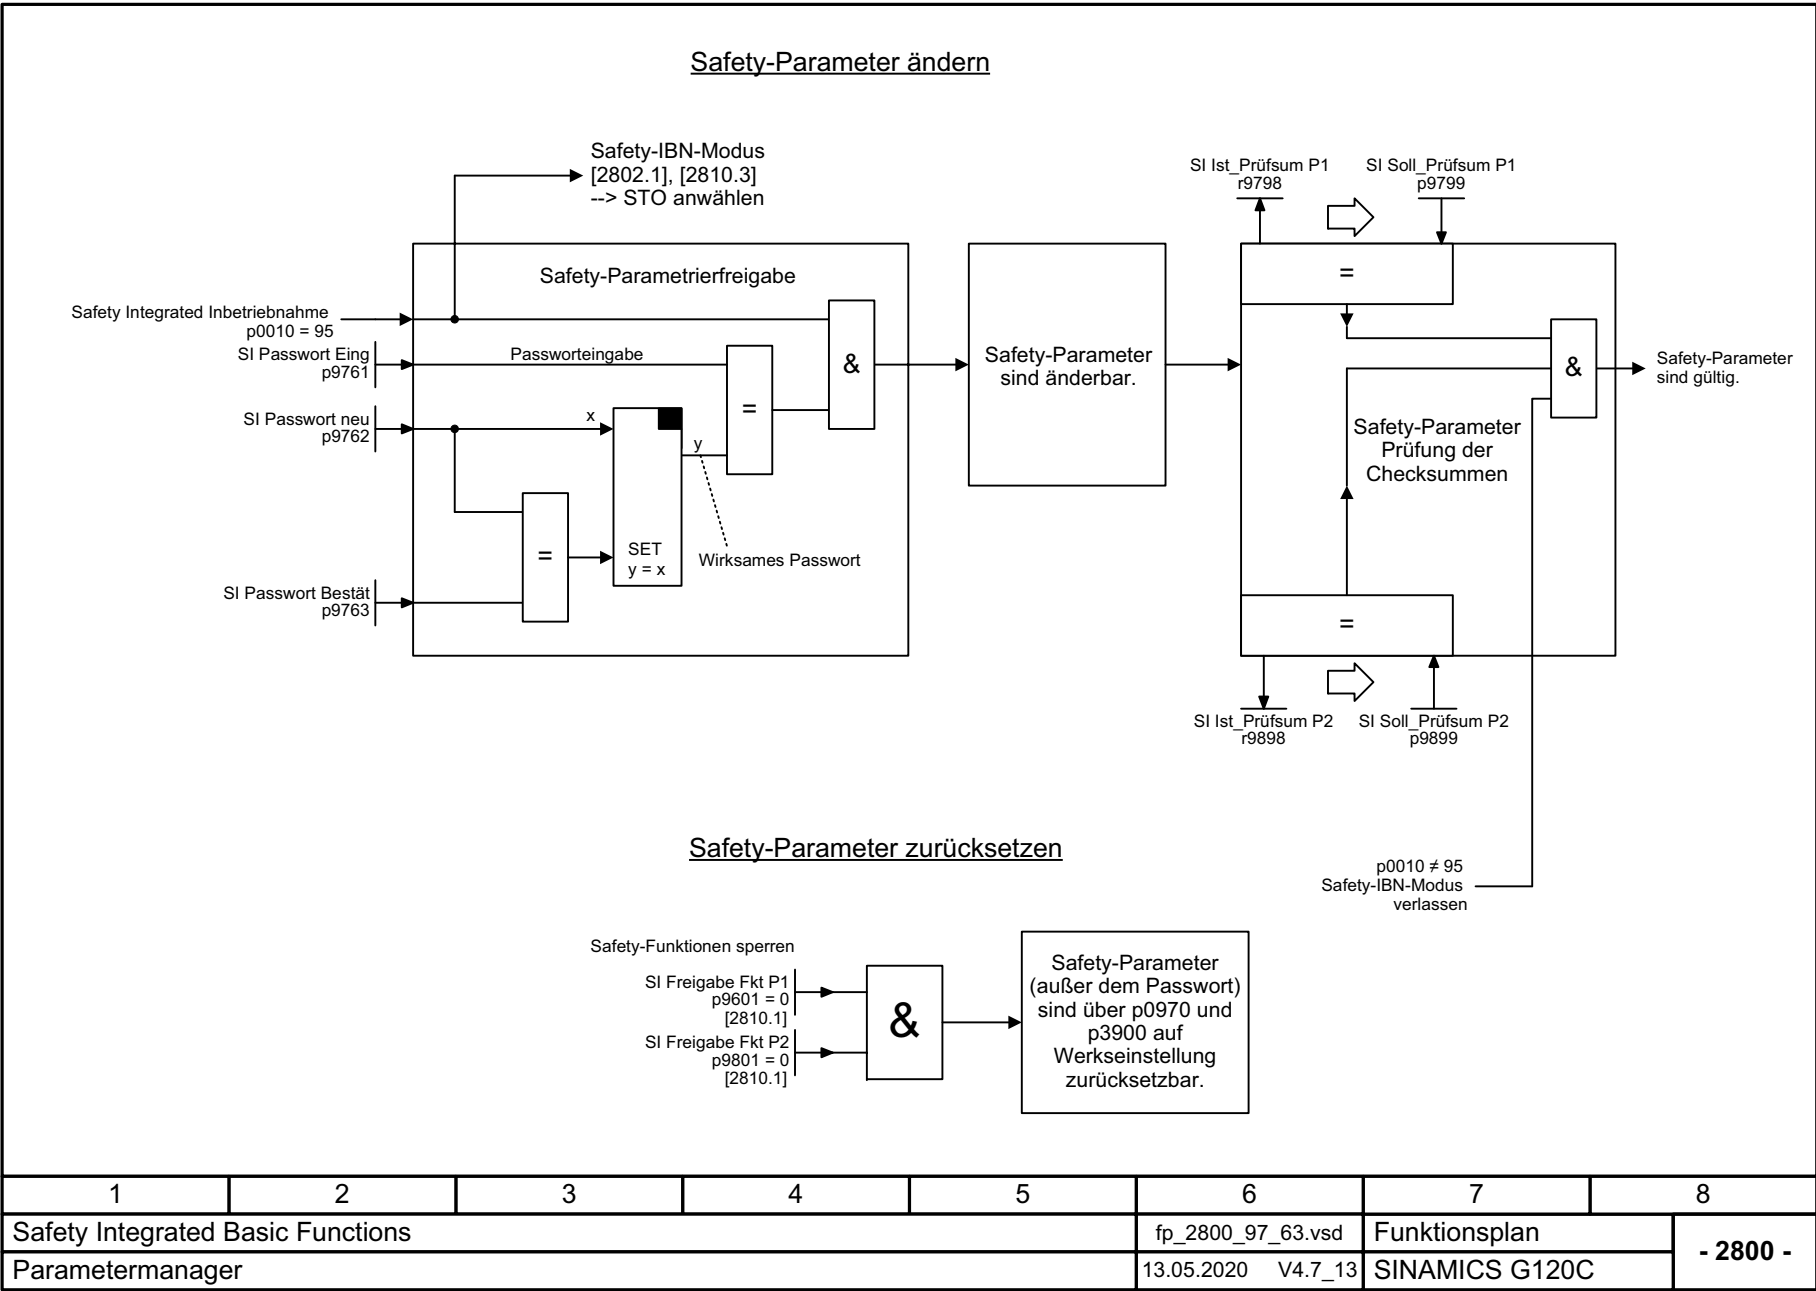 Safety-Parameter ändern
Safety-IBN-Modus
[2802.1], [2810.3]
--> STO anwählen
SI Ist_Prüfsum P1
r9798
SI Soll_Prüfsum P1
p9799
Safety-Parametrierfreigabe
=
Safety Integrated Inbetriebnahme
p0010 = 95
SI Passwort Eing
p9761
Passworteingabe
&
Safety-Parameter
sind änderbar.
&
Safety-Parameter
sind gültig.
SI Passwort neu
p9762
x
=
y
Safety-Parameter
Prüfung der
Checksummen
=
SET
y = x
Wirksames Passwort
SI Passwort Bestät
p9763
=
SI Ist_Prüfsum P2
r9898
SI Soll_Prüfsum P2
p9899
Safety-Parameter zurücksetzen
p0010 ≠ 95
Safety-IBN-Modus
verlassen
Safety-Funktionen sperren
SI Freigabe Fkt P1
p9601 = 0
[2810.1]
SI Freigabe Fkt P2
p9801 = 0
[2810.1]
&
Safety-Parameter
(außer dem Passwort)
sind über p0970 und
p3900 auf
Werkseinstellung
zurücksetzbar.
1 2 3 4 5 6 7 8
Safety Integrated Basic Functions
fp_2800_97_63.vsd
Funktionsplan
- 2800 -
Parametermanager
13.05.2020 V4.7_13
SINAMICS G120C